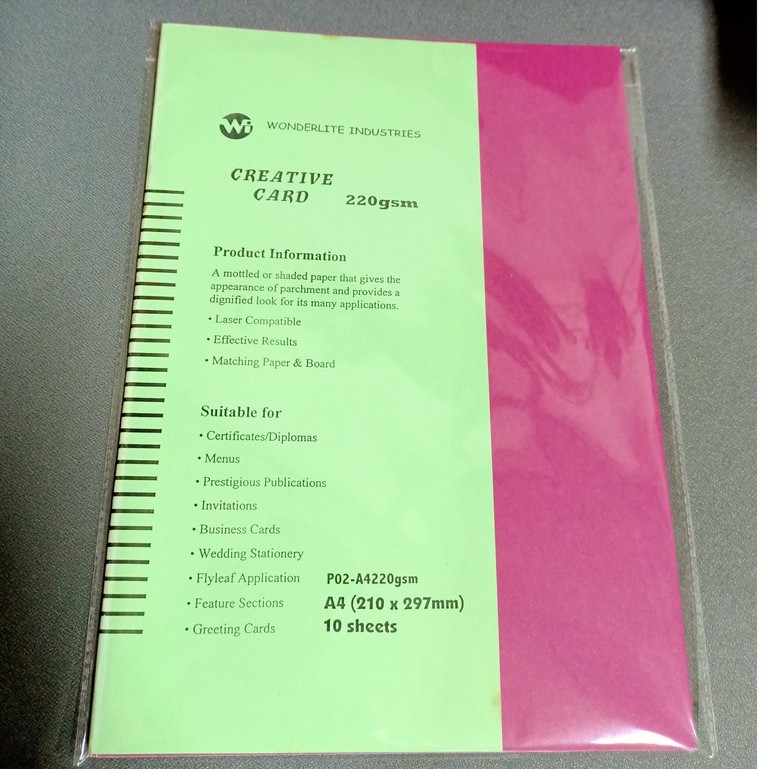 Wi WONDERLITE INDUSTRIES
CREATIVE
CARD 220gsm
Product Information
A mottled or shaded paper that gives the
appearance of parchment and provides a
dignified look for its many applications.
• Laser Compatible
• Effective Results
• Matching Paper & Board
Suitable for
• Certificates/Diplomas
• Menus
• Prestigious Publications
• Invitations
• Business Cards
• Wedding Stationery
• Flyleaf Application P02-A4220gsm
• Feature Sections A4 (210 x 297mm)
• Greeting Cards 10 sheets